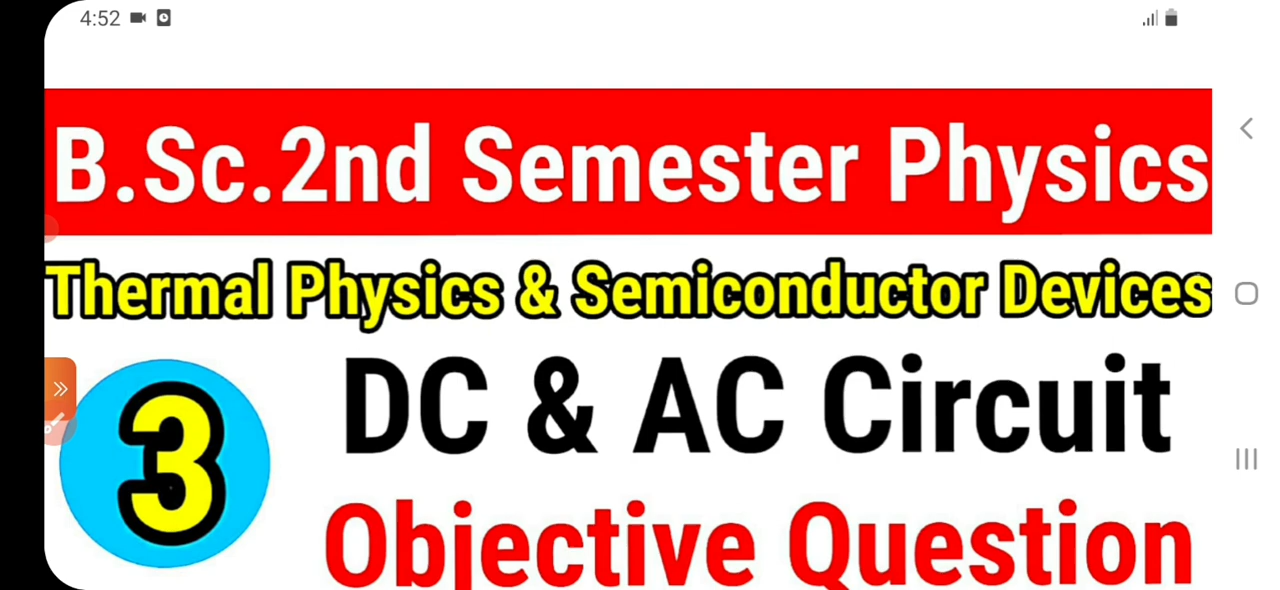 4:52
B.Sc.2nd Semester Physics
Thermal Physics & Semiconductor Devices
3
DC & AC Circuit
Objective Question